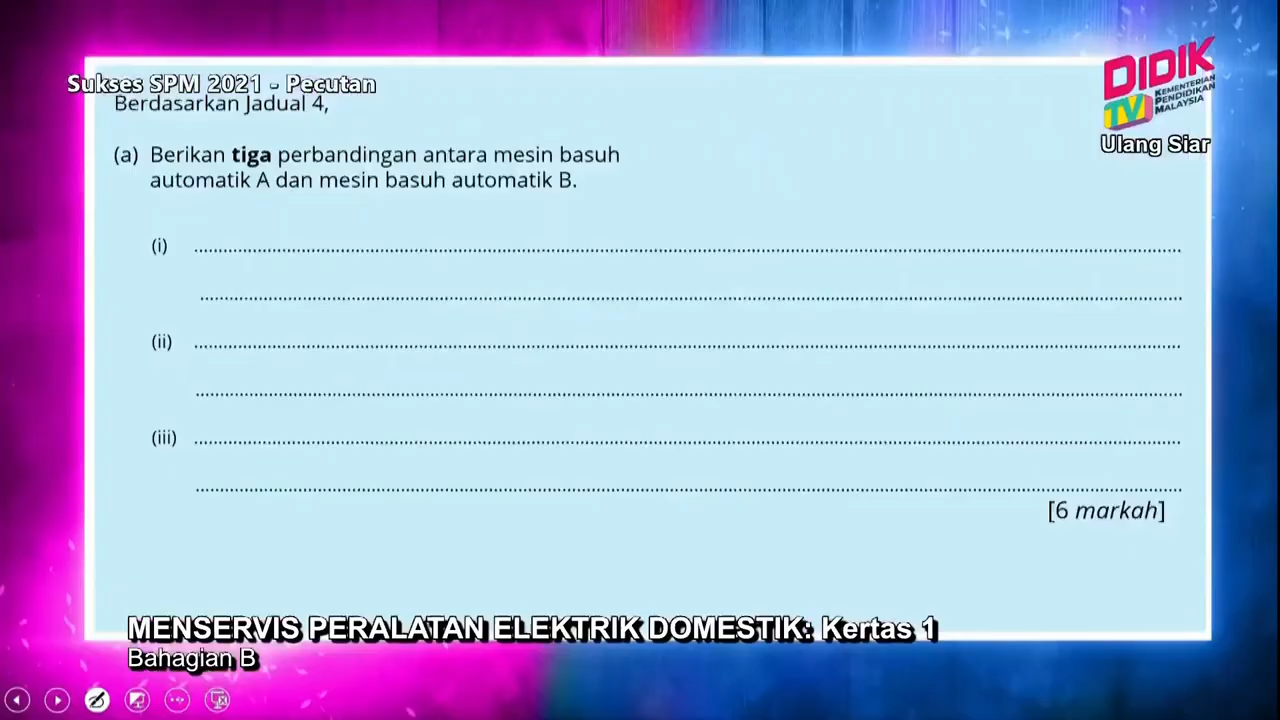 Sukses SPM 2021 - Pecutan
Berdasarkan Jadual 4,
DIDIK
TV
KEMENTERIAN
PENDIDIKAN
MALAYSIA
Ulang Siar
(a) Berikan tiga perbandingan antara mesin basuh
automatik A dan mesin basuh automatik B.
(i) ................................................................
................................................................
(ii) ................................................................
................................................................
(iii) ................................................................
................................................................
[6 markah]
MENSERVIS PERALATAN ELEKTRIK DOMESTIK: Kertas 1
Bahagian B